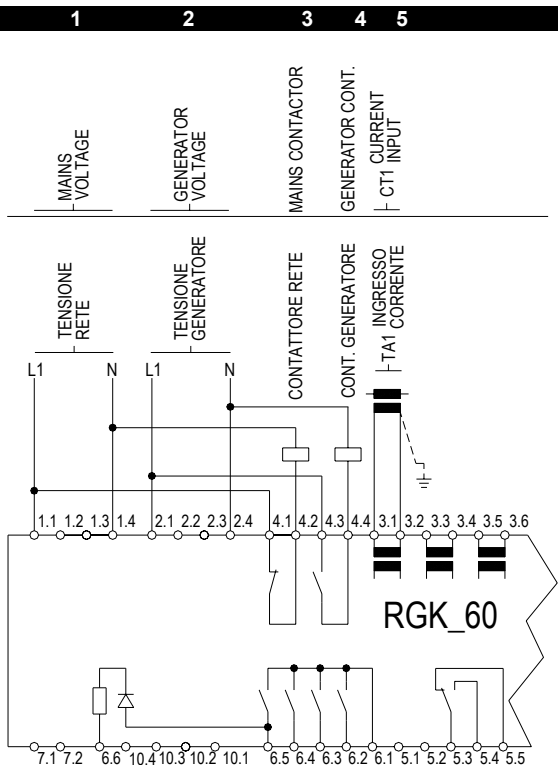 1 2 3 4 5
MAINS
VOLTAGE
GENERATOR
VOLTAGE
MAINS CONTACTOR
GENERATOR CONT.
CT1 CURRENT
INPUT
TENSIONE
RETE
TENSIONE
GENERATORE
CONTATTORE RETE
CONT. GENERATORE
TA1 INGRESSO
CORRENTE
L1 N L1 N
1.1 1.2 1.3 1.4 2.1 2.2 2.3 2.4 4.1 4.2 4.3 4.4 3.1 3.2 3.3 3.4 3.5 3.6
RGK_60
7.1 7.2 6.6 10.4 10.3 10.2 10.1 6.5 6.4 6.3 6.2 6.1 5.1 5.2 5.3 5.4 5.5